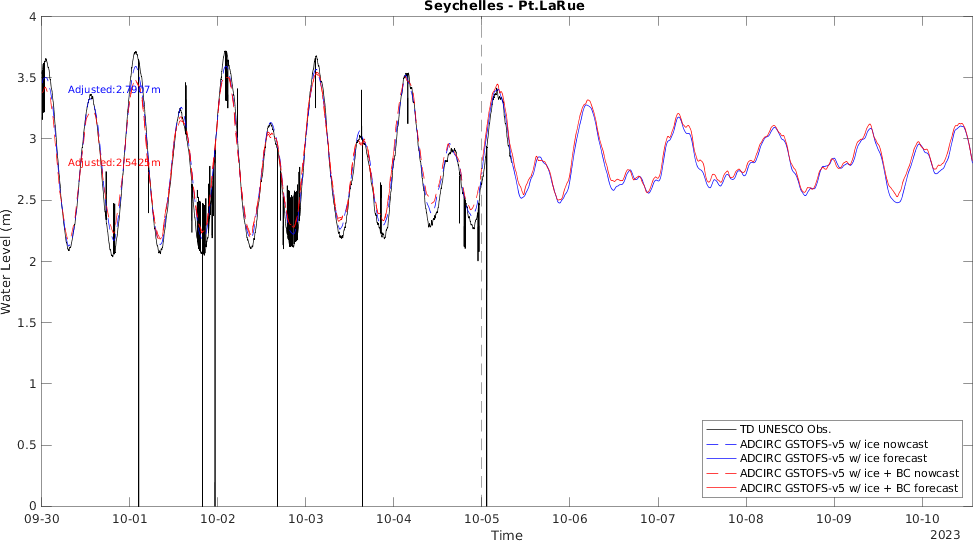 Seychelles - Pt.LaRue
4
3.5
3
2.5
2
1.5
1
0.5
0
Water Level (m)
Adjusted:2.7907m
Adjusted:2.5425m
TD UNESCO Obs.
ADCIRC GSTOFS-v5 w/ ice nowcast
ADCIRC GSTOFS-v5 w/ ice forecast
ADCIRC GSTOFS-v5 w/ ice + BC nowcast
ADCIRC GSTOFS-v5 w/ ice + BC forecast
09-30 10-01 10-02 10-03 10-04 10-05 10-06 10-07 10-08 10-09 10-10
Time
2023